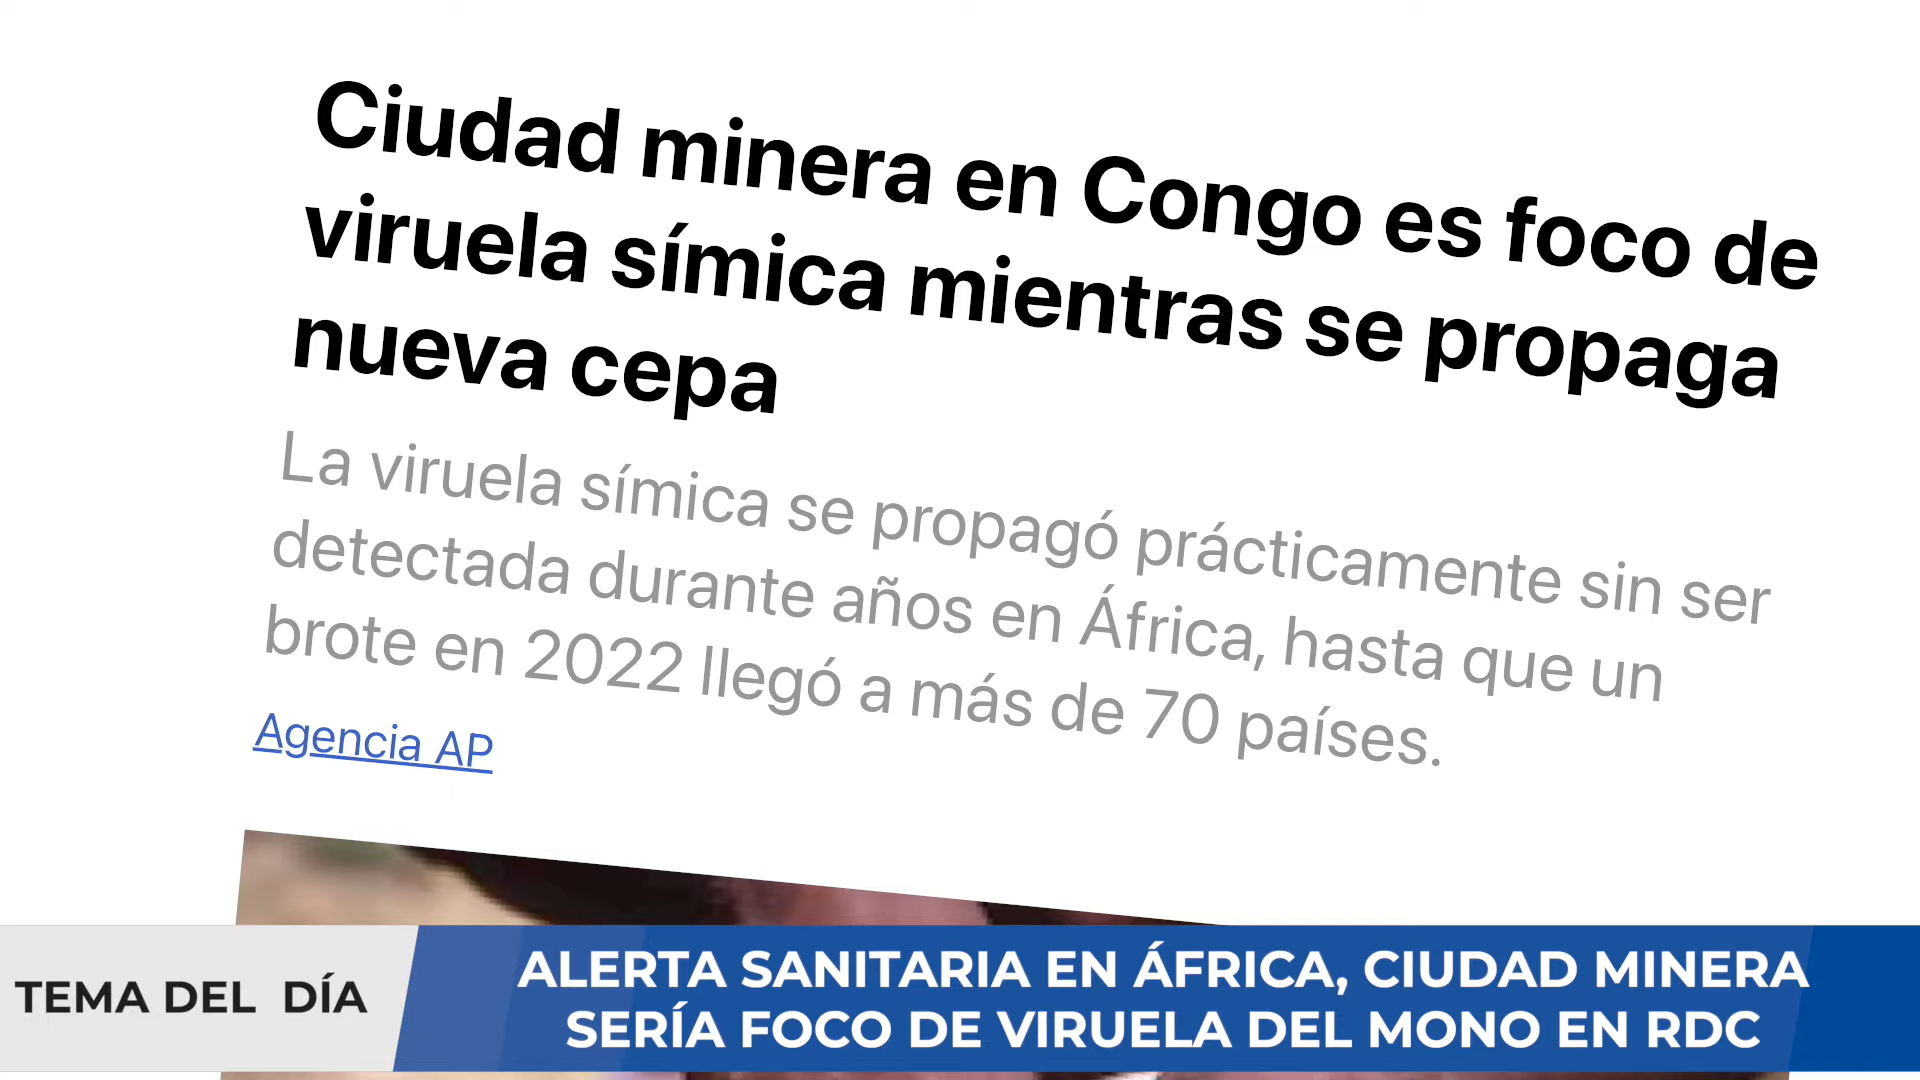 Ciudad minera en Congo es foco de
viruela símica mientras se propaga
nueva cepa
La viruela símica se propagó prácticamente sin ser
detectada durante años en África, hasta que un
brote en 2022 llegó a más de 70 países.
Agencia AP
TEMA DEL DÍA
ALERTA SANITARIA EN ÁFRICA, CIUDAD MINERA
SERÍA FOCO DE VIRUELA DEL MONO EN RDC